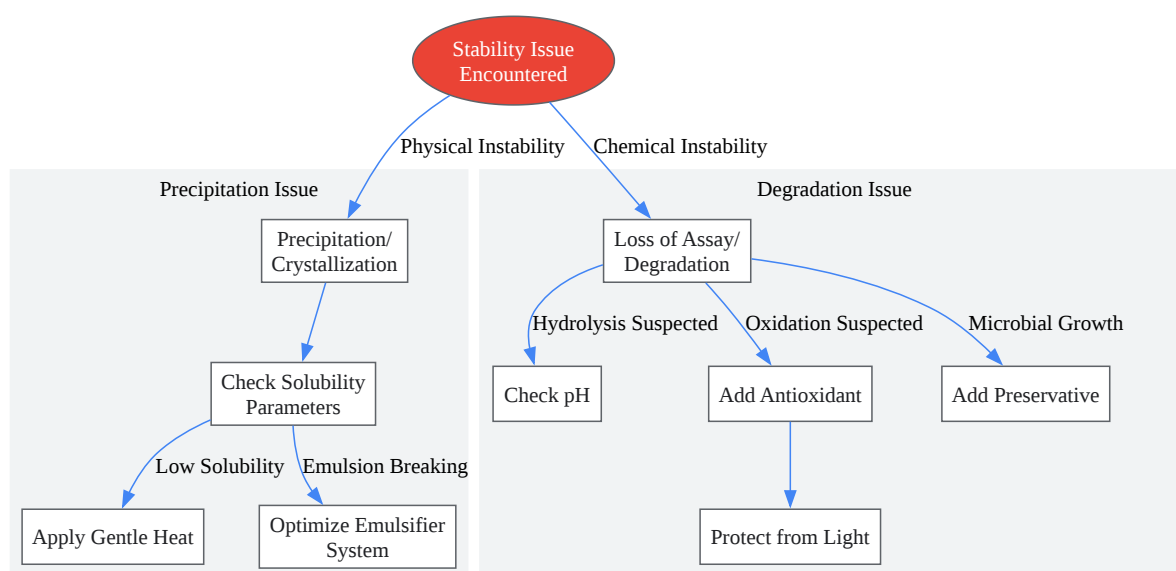 Stability Issue
Encountered
Physical Instability
Chemical Instability
Precipitation Issue
Degradation Issue
Precipitation/
Crystallization
Loss of Assay/
Degradation
Hydrolysis Suspected
Oxidation Suspected
Microbial Growth
Check Solubility
Parameters
Check pH
Add Antioxidant
Add Preservative
Low Solubility
Emulsion Breaking
Apply Gentle Heat
Optimize Emulsifier
System
Protect from Light